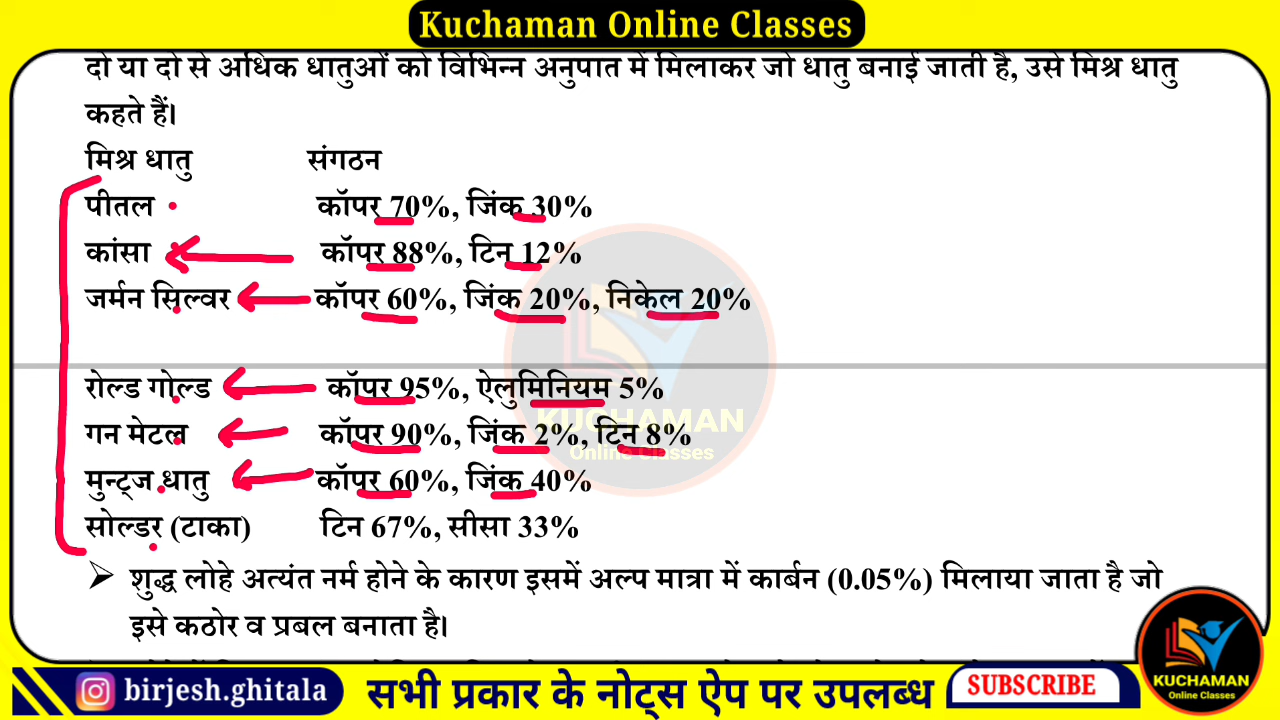 Kuchaman Online Classes
दो या दो से अधिक धातुओं को विभिन्न अनुपात में मिलाकर जो धातु बनाई जाती है, उसे मिश्र धातु
कहते हैं।
मिश्र धातु संगठन
पीतल कॉपर 70%, जिंक 30%
कांसा कॉपर 88%, टिन 12%
जर्मन सिल्वर कॉपर 60%, जिंक 20%, निकेल 20%
रोल्ड गोल्ड कॉपर 95%, ऐलुमिनियम 5%
KUCHAMAN
गन मेटल कॉपर 90%, जिंक 2%, टिन 8%
Online Classes
मुन्ट्ज धातु कॉपर 60%, जिंक 40%
सोल्डर (टाका) टिन 67%, सीसा 33%
➢ शुद्ध लोहे अत्यंत नर्म होने के कारण इसमें अल्प मात्रा में कार्बन (0.05%) मिलाया जाता है जो
इसे कठोर व प्रबल बनाता है।
birjesh.ghitala सभी प्रकार के नोट्स ऐप पर उपलब्ध SUBSCRIBE
KUCHAMAN
Online Classes